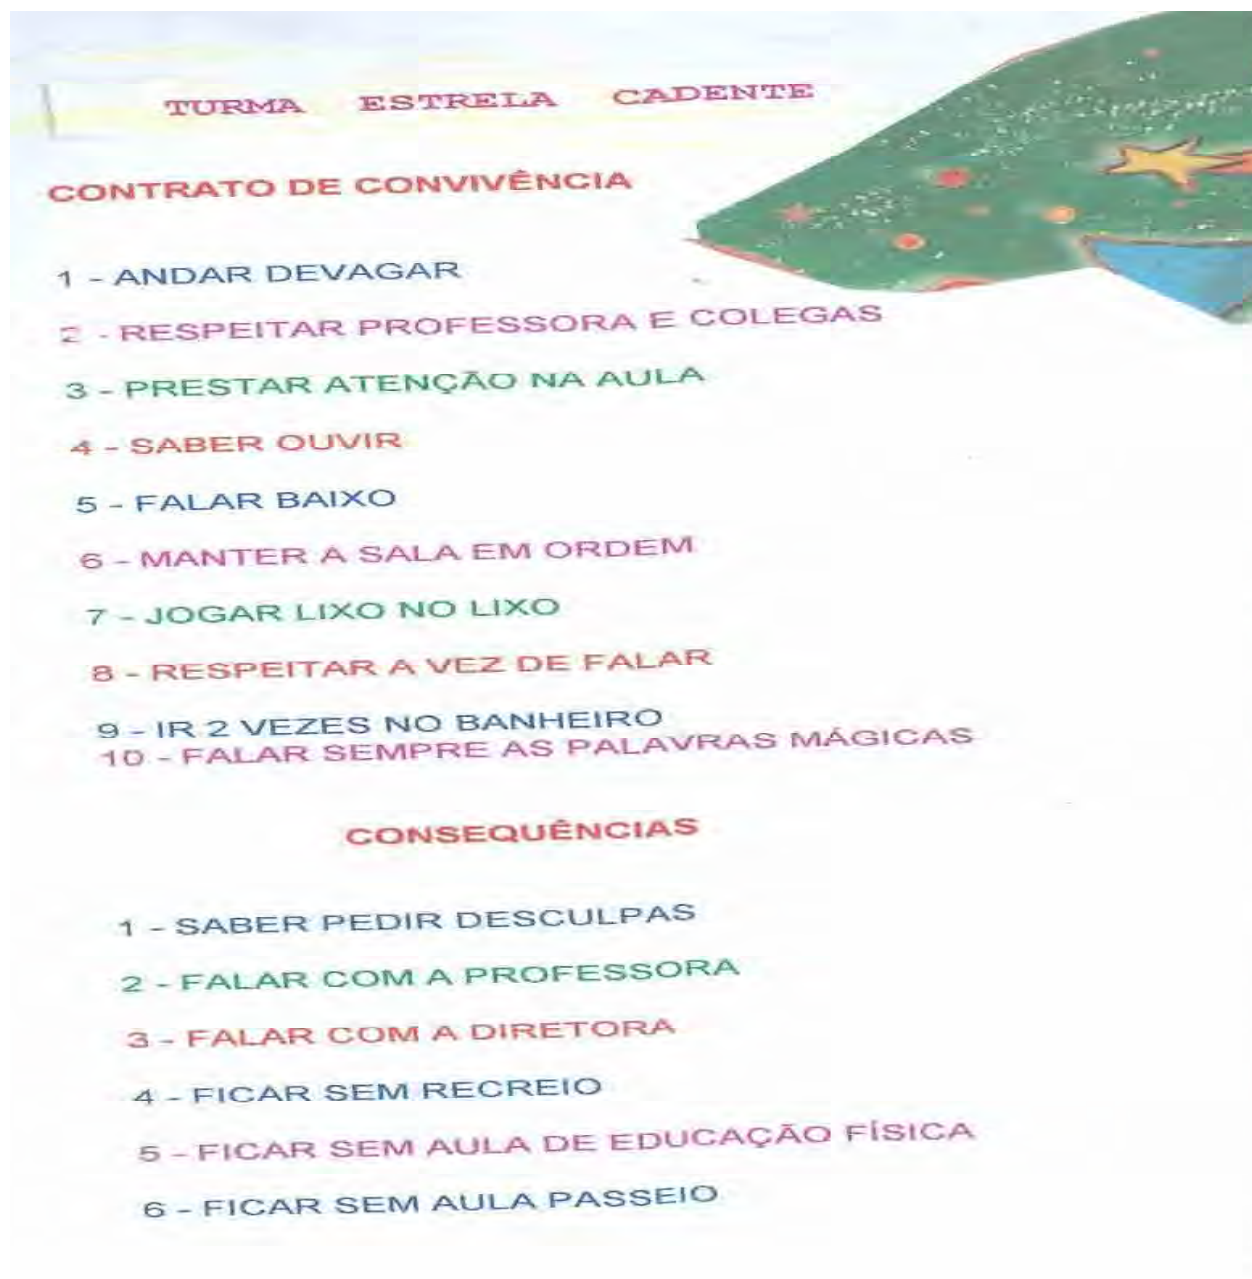 TURMA ESTRELA CADENTE
CONTRATO DE CONVIVÊNCIA
1 - ANDAR DEVAGAR
2 - RESPEITAR PROFESSORA E COLEGAS
3 - PRESTAR ATENÇÃO NA AULA
4 - SABER OUVIR
5 - FALAR BAIXO
6 - MANTER A SALA EM ORDEM
7 - JOGAR LIXO NO LIXO
8 - RESPEITAR A VEZ DE FALAR
9 - IR 2 VEZES NO BANHEIRO
10 - FALAR SEMPRE AS PALAVRAS MÁGICAS
CONSEQUÊNCIAS
1 - SABER PEDIR DESCULPAS
2 - FALAR COM A PROFESSORA
3 - FALAR COM A DIRETORA
4 - FICAR SEM RECREIO
5 - FICAR SEM AULA DE EDUCAÇÃO FÍSICA
6 - FICAR SEM AULA PASSEIO